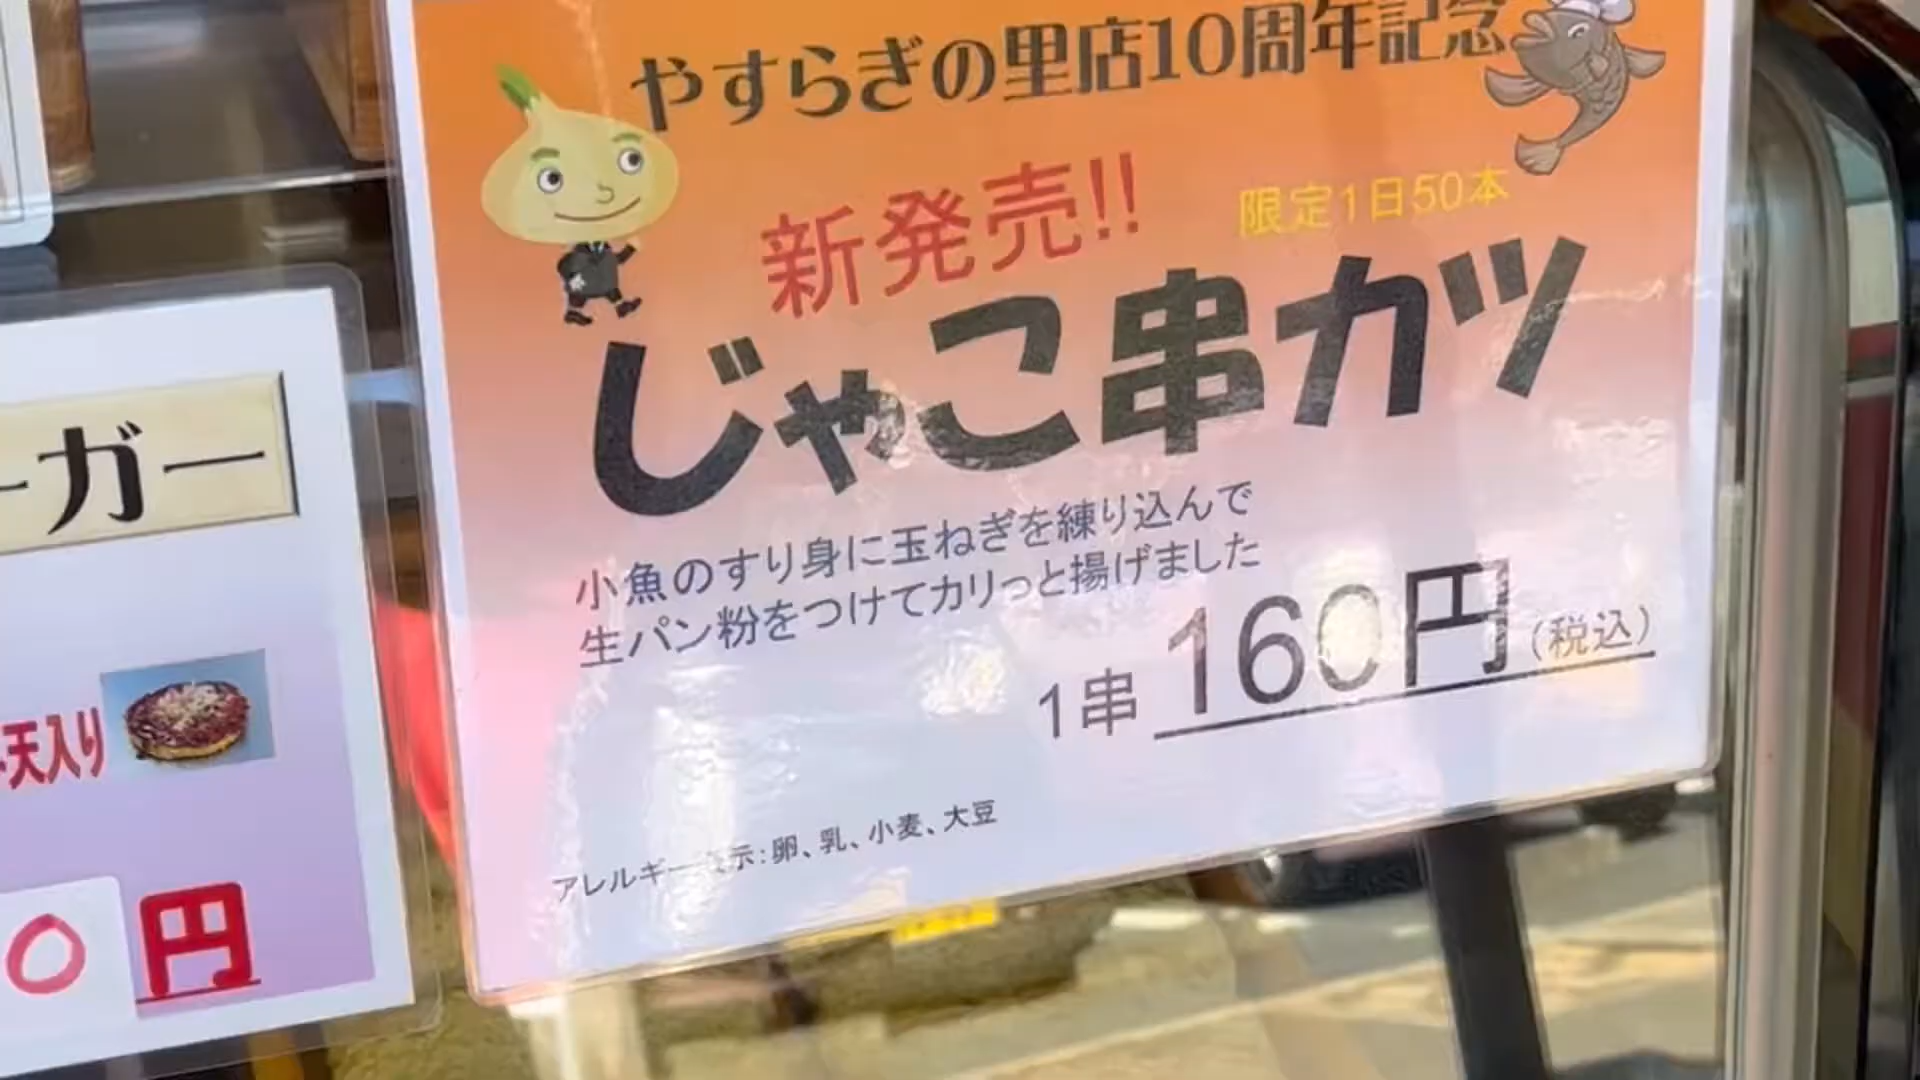 やすらぎの里店10周年記念
新発売!!
限定1日50本
じゃこ串カツ
小魚のすり身に玉ねぎを練り込んで
生パン粉をつけてカリっと揚げました
1串 160円(税込)
アレルギー表示:卵、乳、小麦、大豆
ーガー
天入り
0円